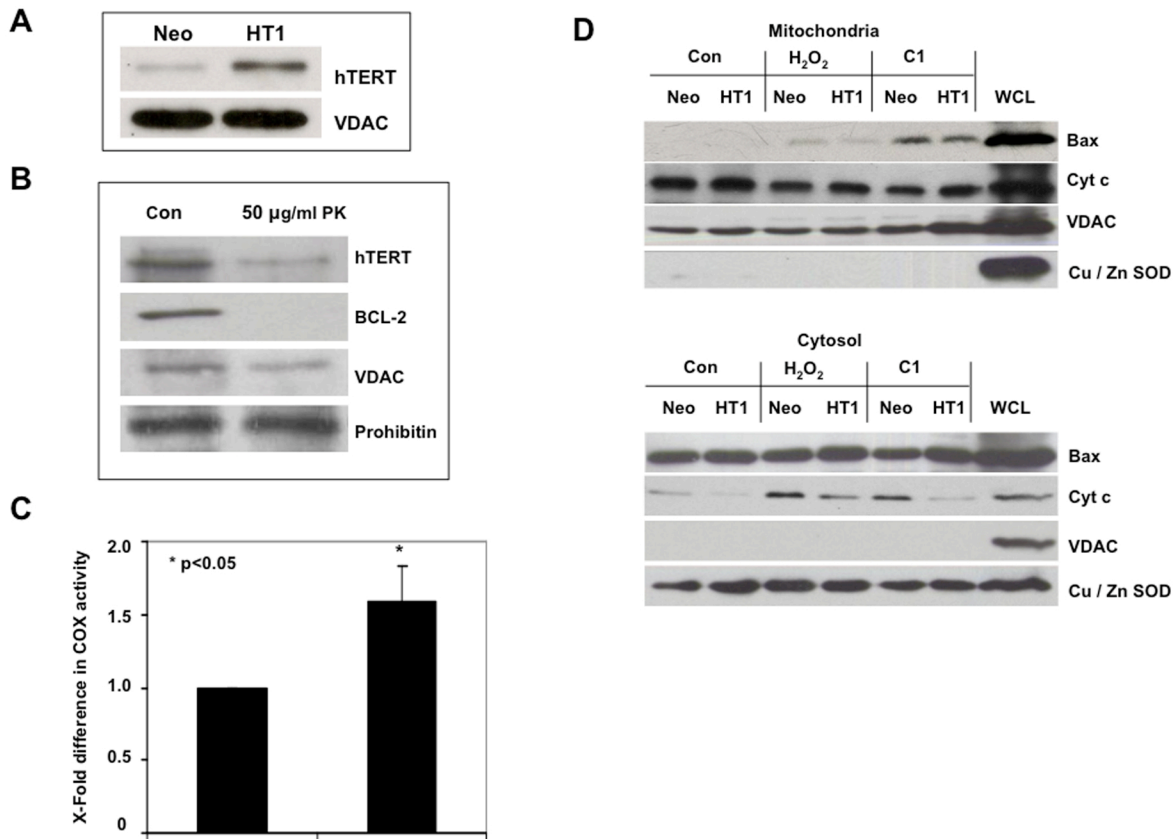 A
Neo HT1
hTERT
VDAC
B
Con 50 µg/ml PK
hTERT
BCL-2
VDAC
Prohibitin
C
X-Fold difference in COX activity
2.0
1.5
1.0
0.5
0
* p<0.05
*
D
Mitochondria
Con H₂O₂ C1
Neo HT1 Neo HT1 Neo HT1 WCL
Bax
Cyt c
VDAC
Cu / Zn SOD
Cytosol
Con H₂O₂ C1
Neo HT1 Neo HT1 Neo HT1 WCL
Bax
Cyt c
VDAC
Cu / Zn SOD